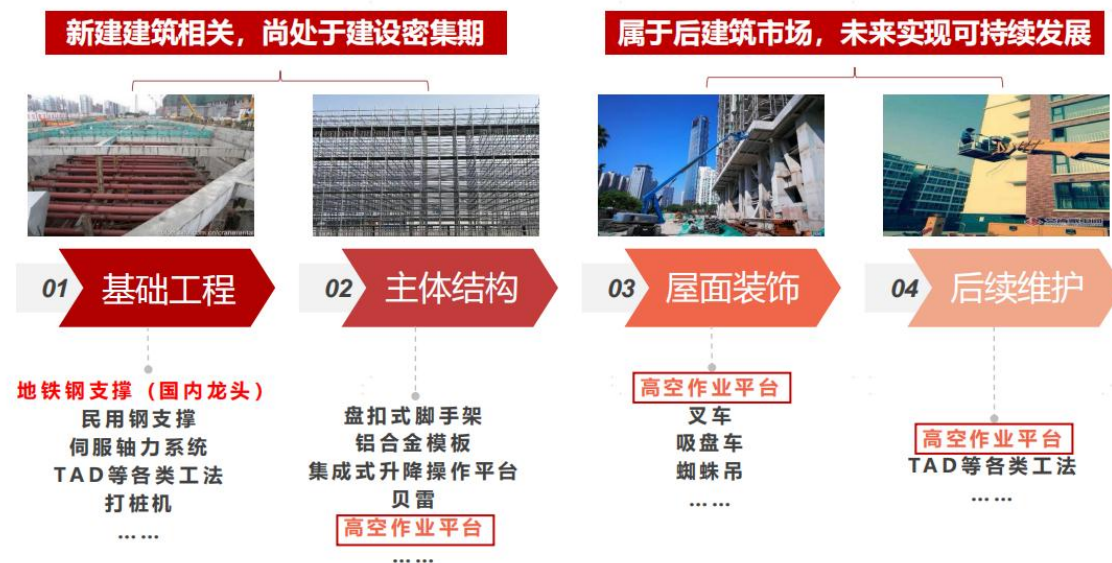 新建建筑相关，尚处于建设密集期
属于后建筑市场，未来实现可持续发展
01 基础工程
02 主体结构
03 屋面装饰
04 后续维护
地铁钢支撑（国内龙头）
民用钢支撑
伺服轴力系统
TAD等各类工法
打桩机
……
盘扣式脚手架
铝合金模板
集成式升降操作平台
贝雷
高空作业平台
……
高空作业平台
叉车
吸盘车
蜘蛛吊
……
高空作业平台
TAD等各类工法
……